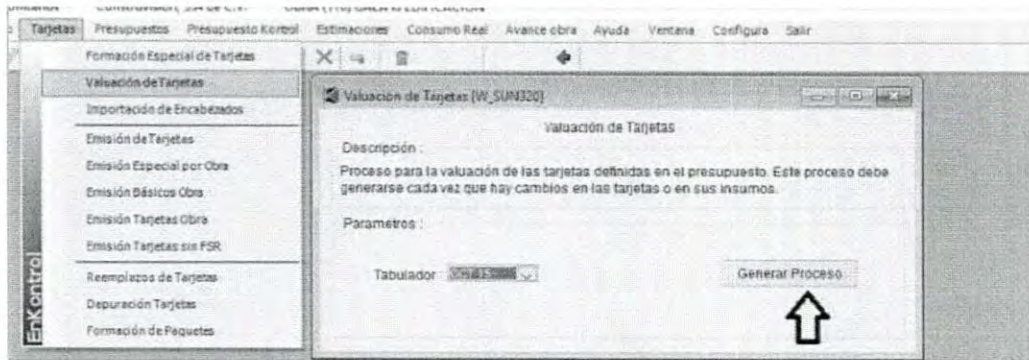 Tarjetas Presupuestos Presupuesto Kontrol Estimaciones Consumo Real Avance obra Ayuda Ventana Configura Salir
Formación Especial de Tarjetas
Valuación de Tarjetas
Importación de Encabezados
Emisión de Tarjetas
Emisión Especial por Obra
Emisión Básicos Obra
Emisión Tarjetas Obra
Emisión Tarjetas sin FSR
Reemplazos de Tarjetas
Depuración Tarjetas
Formación de Paquetes
EnKontrol
Valuación de Tarjetas [W_SUN320]
Valuación de Tarjetas
Descripción :
Proceso para la valuación de las tarjetas definidas en el presupuesto. Este proceso debe
generarse cada vez que hay cambios en las tarjetas o en sus insumos.
Parametros :
Tabulador
Generar Proceso